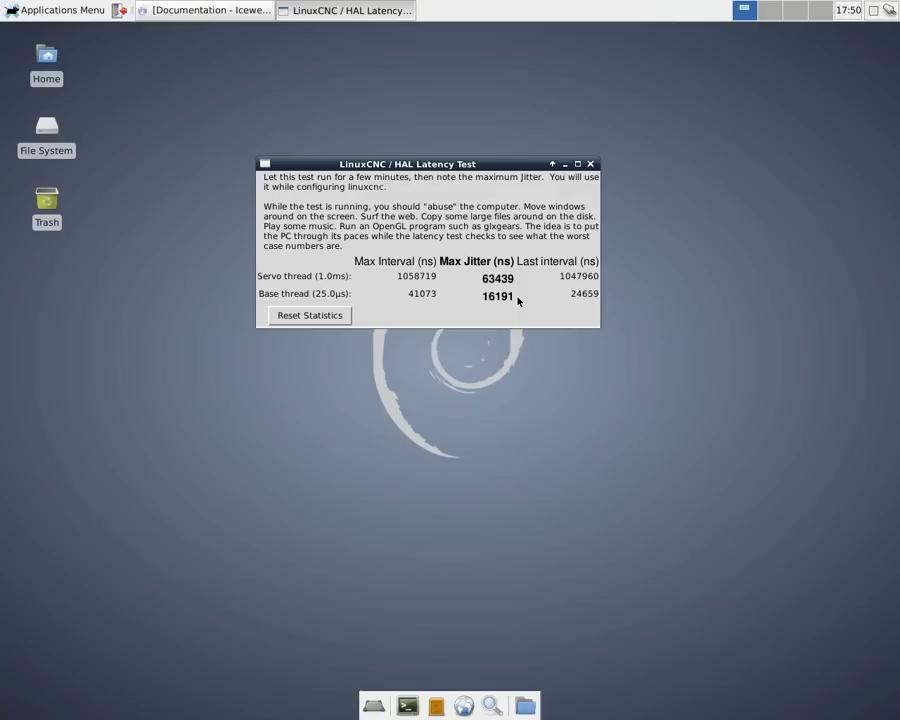 Applications Menu
[Documentation - Icewe...
LinuxCNC / HAL Latency...
17:50
Home
File System
Trash
LinuxCNC / HAL Latency Test
Let this test run for a few minutes, then note the maximum Jitter. You will use
it while configuring linuxcnc.
While the test is running, you should "abuse" the computer. Move windows
around on the screen. Surf the web. Copy some large files around on the disk.
Play some music. Run an OpenGL program such as glxgears. The idea is to put
the PC through its paces while the latency test checks to see what the worst
case numbers are.
Max Interval (ns) Max Jitter (ns) Last interval (ns)
Servo thread (1.0ms): 1058719 63439 1047960
Base thread (25.0µs): 41073 16191 24659
Reset Statistics